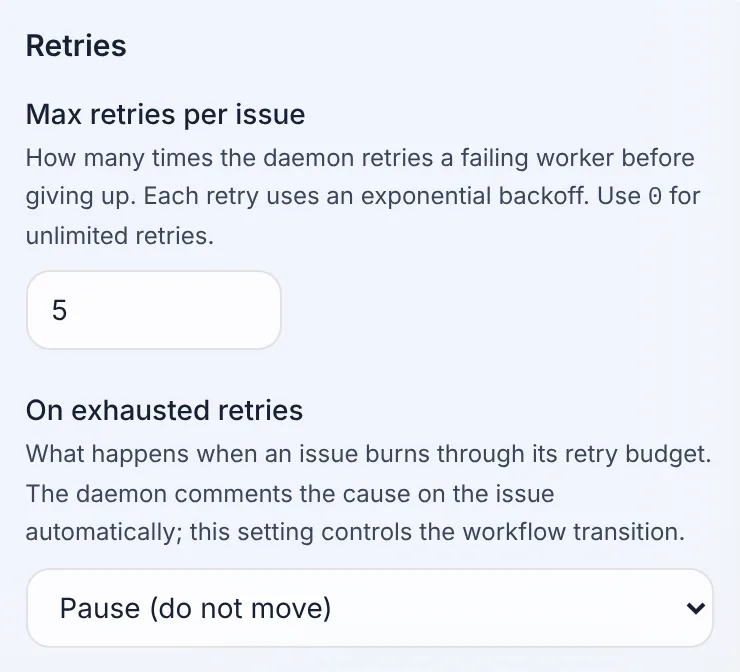 Retries
Max retries per issue
How many times the daemon retries a failing worker before
giving up. Each retry uses an exponential backoff. Use 0 for
unlimited retries.
5
On exhausted retries
What happens when an issue burns through its retry budget.
The daemon comments the cause on the issue
automatically; this setting controls the workflow transition.
Pause (do not move)